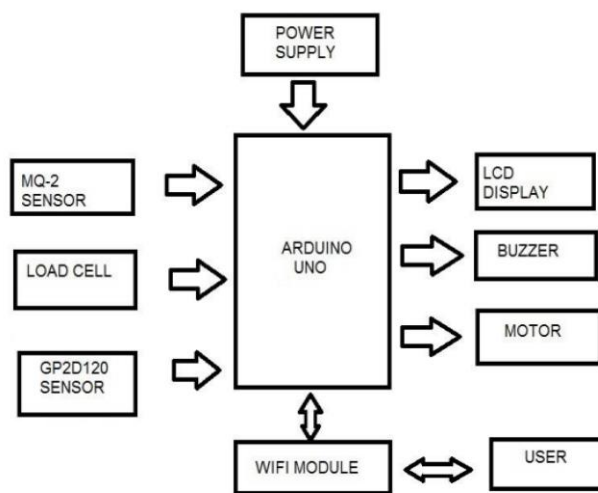 POWER
SUPPLY
MQ-2
SENSOR
LOAD CELL
GP2D120
SENSOR
ARDUINO
UNO
LCD
DISPLAY
BUZZER
MOTOR
WIFI MODULE
USER